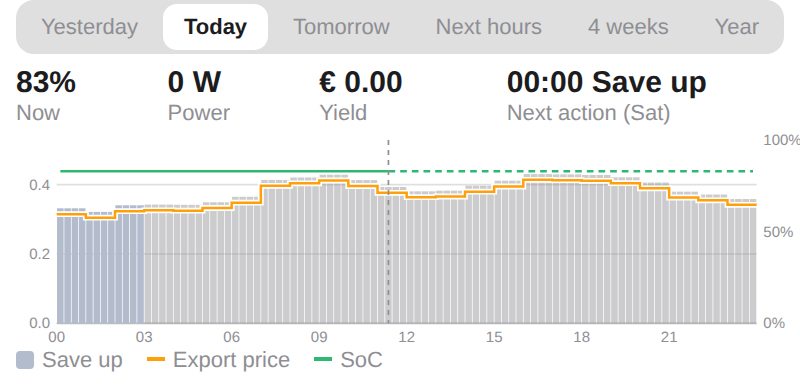 Yesterday Today Tomorrow Next hours 4 weeks Year
83% 0 W € 0.00 00:00 Save up
Now Power Yield Next action (Sat)
100%
0.4
50%
0.2
0.0 0%
00 03 06 09 12 15 18 21
Save up Export price SoC